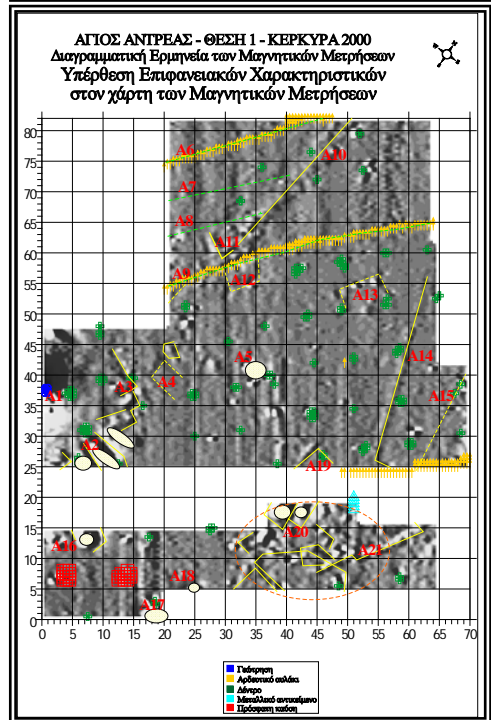 ΑΓΙΟΣ ΑΝΤΡΕΑΣ - ΘΕΣΗ 1 - ΚΕΡΚΥΡΑ 2000
Διαγραμματική Ερμηνεία των Μαγνητικών Μετρήσεων
Υπέρθεση Επιφανειακών Χαρακτηριστικών
στον χάρτη των Μαγνητικών Μετρήσεων
80
75
70
65
60
55
50
45
40
35
30
25
20
15
10
5
0
A6
A10
A7
A8
A11
A9
A12
A13
A5
A14
A3
A4
A1
A15
A2
A19
A20
A16
A21
A18
A17
0 5 10 15 20 25 30 35 40 45 50 55 60 65 70
Γεώτρηση
Αρδευτικό αυλάκι
Δέντρο
Μεταλλικό αντικείμενο
Πρόσφατη καύση